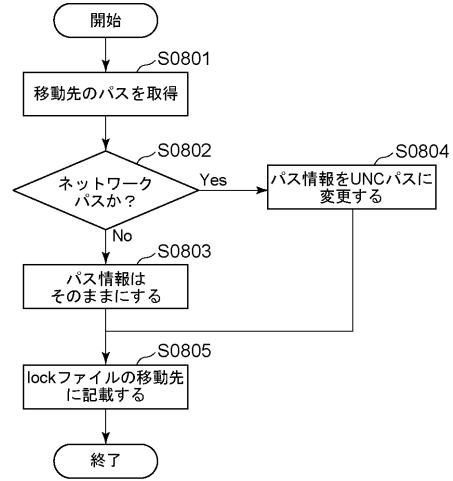 開始
S0801
移動先のパスを取得
S0802
ネットワーク
パスか？
Yes
S0804
パス情報をUNCパスに
変更する
No
S0803
パス情報は
そのままにする
S0805
lockファイルの移動先
に記載する
終了